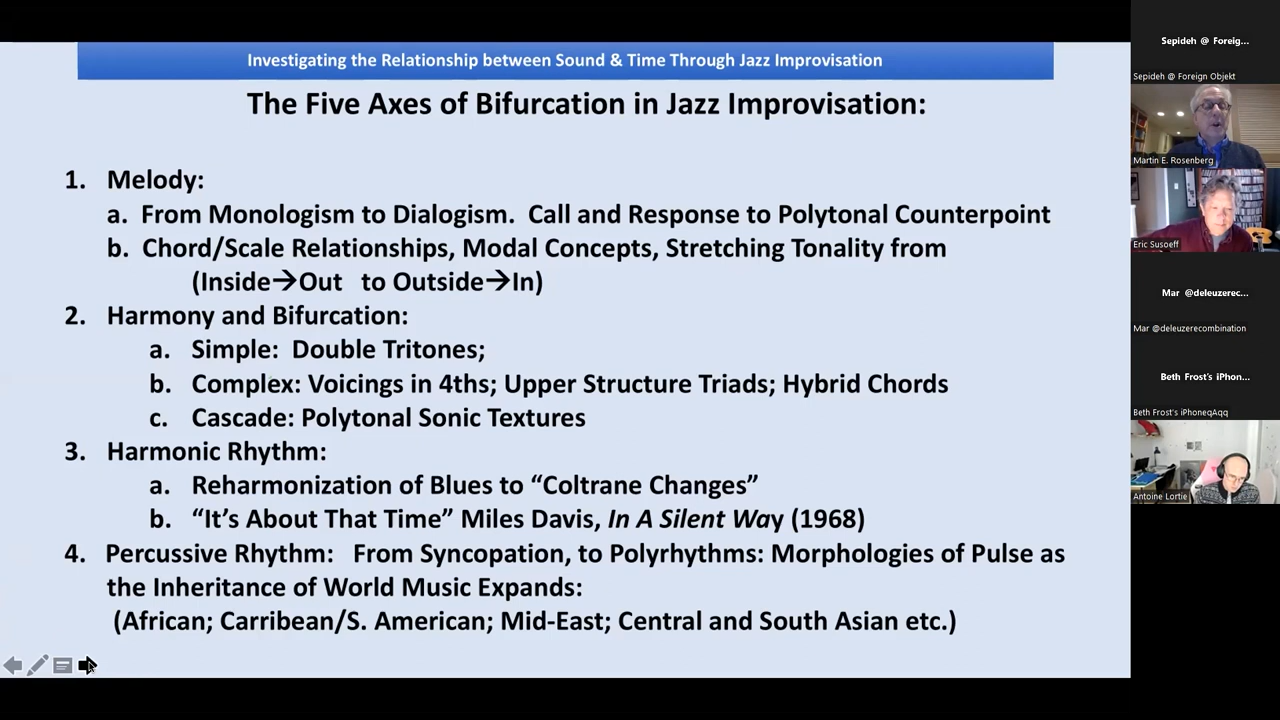 Investigating the Relationship between Sound & Time Through Jazz Improvisation
The Five Axes of Bifurcation in Jazz Improvisation:
1. Melody:
a. From Monologism to Dialogism. Call and Response to Polytonal Counterpoint
b. Chord/Scale Relationships, Modal Concepts, Stretching Tonality from
(Inside→Out to Outside→In)
2. Harmony and Bifurcation:
a. Simple: Double Tritones;
b. Complex: Voicings in 4ths; Upper Structure Triads; Hybrid Chords
c. Cascade: Polytonal Sonic Textures
3. Harmonic Rhythm:
a. Reharmonization of Blues to “Coltrane Changes”
b. “It’s About That Time” Miles Davis, In A Silent Way (1968)
4. Percussive Rhythm: From Syncopation, to Polyrhythms: Morphologies of Pulse as
the Inheritance of World Music Expands:
(African; Carribean/S. American; Mid-East; Central and South Asian etc.)
Sepideh @ Foreig...
Sepideh @ Foreign Objekt
Martin E. Rosenberg
Eric Susoeff
Mar @deleuzerec...
Mar @deleuzerecombination
Beth Frost's iPhon...
Beth Frost's iPhoneqAqq
Antoine Lortie